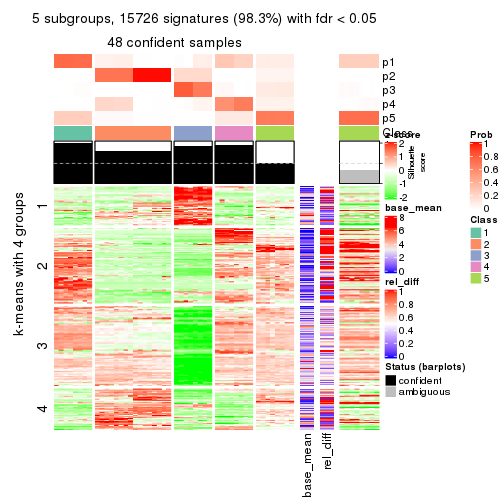 5 subgroups, 15726 signatures (98.3%) with fdr < 0.05
48 confident samples
p1
p2
p3
p4
p5
Class
Silhouette
score
k-means with 4 groups
1
2
3
4
base_mean
rel_diff
z-score
2
1
0
-1
-2
base_mean
8
6
4
2
0
rel_diff
1
0.8
0.6
0.4
0.2
0
Status (barplots)
confident
ambiguous
Prob
1
0.8
0.6
0.4
0.2
0
Class
1
2
3
4
5